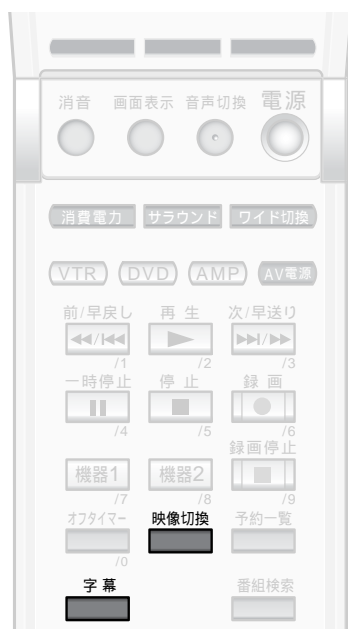 消音 画面表示 音声切換 電源
消費電力 サラウンド ワイド切換
VTR DVD AMP AV電源
前/早戻し 再生 次/早送り
/1 /2 /3
一時停止 停止 録画
/4 /5 /6
録画停止
機器1 機器2
/7 /8 /9
オフタイマー 映像切換 予約一覧
/0
字幕 番組検索